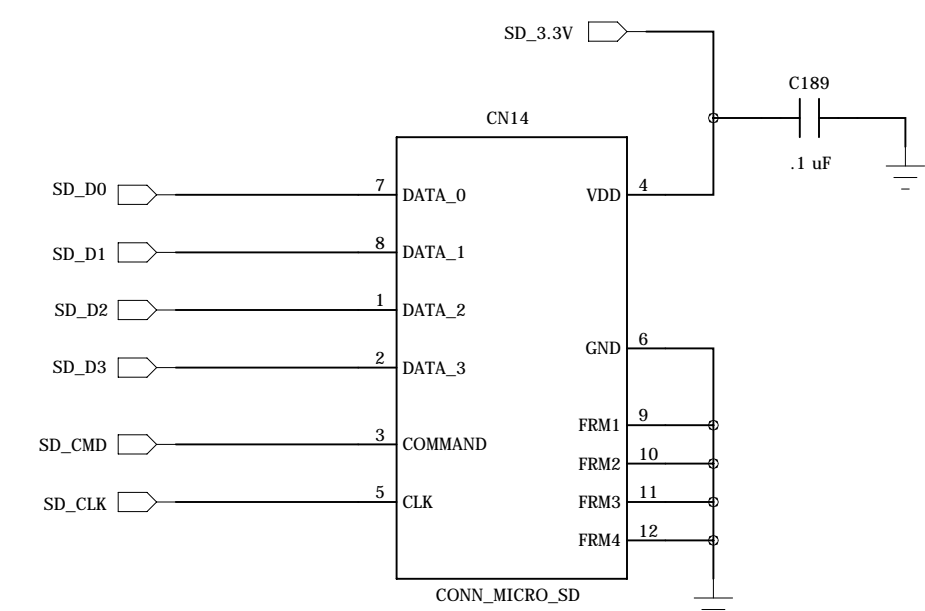 SD_3.3V
C189
.1 uF
CN14
SD_D0
7
DATA_0
VDD
4
SD_D1
8
DATA_1
SD_D2
1
DATA_2
GND
6
SD_D3
2
DATA_3
FRM1
9
SD_CMD
3
COMMAND
FRM2
10
SD_CLK
5
CLK
FRM3
11
FRM4
12
CONN_MICRO_SD